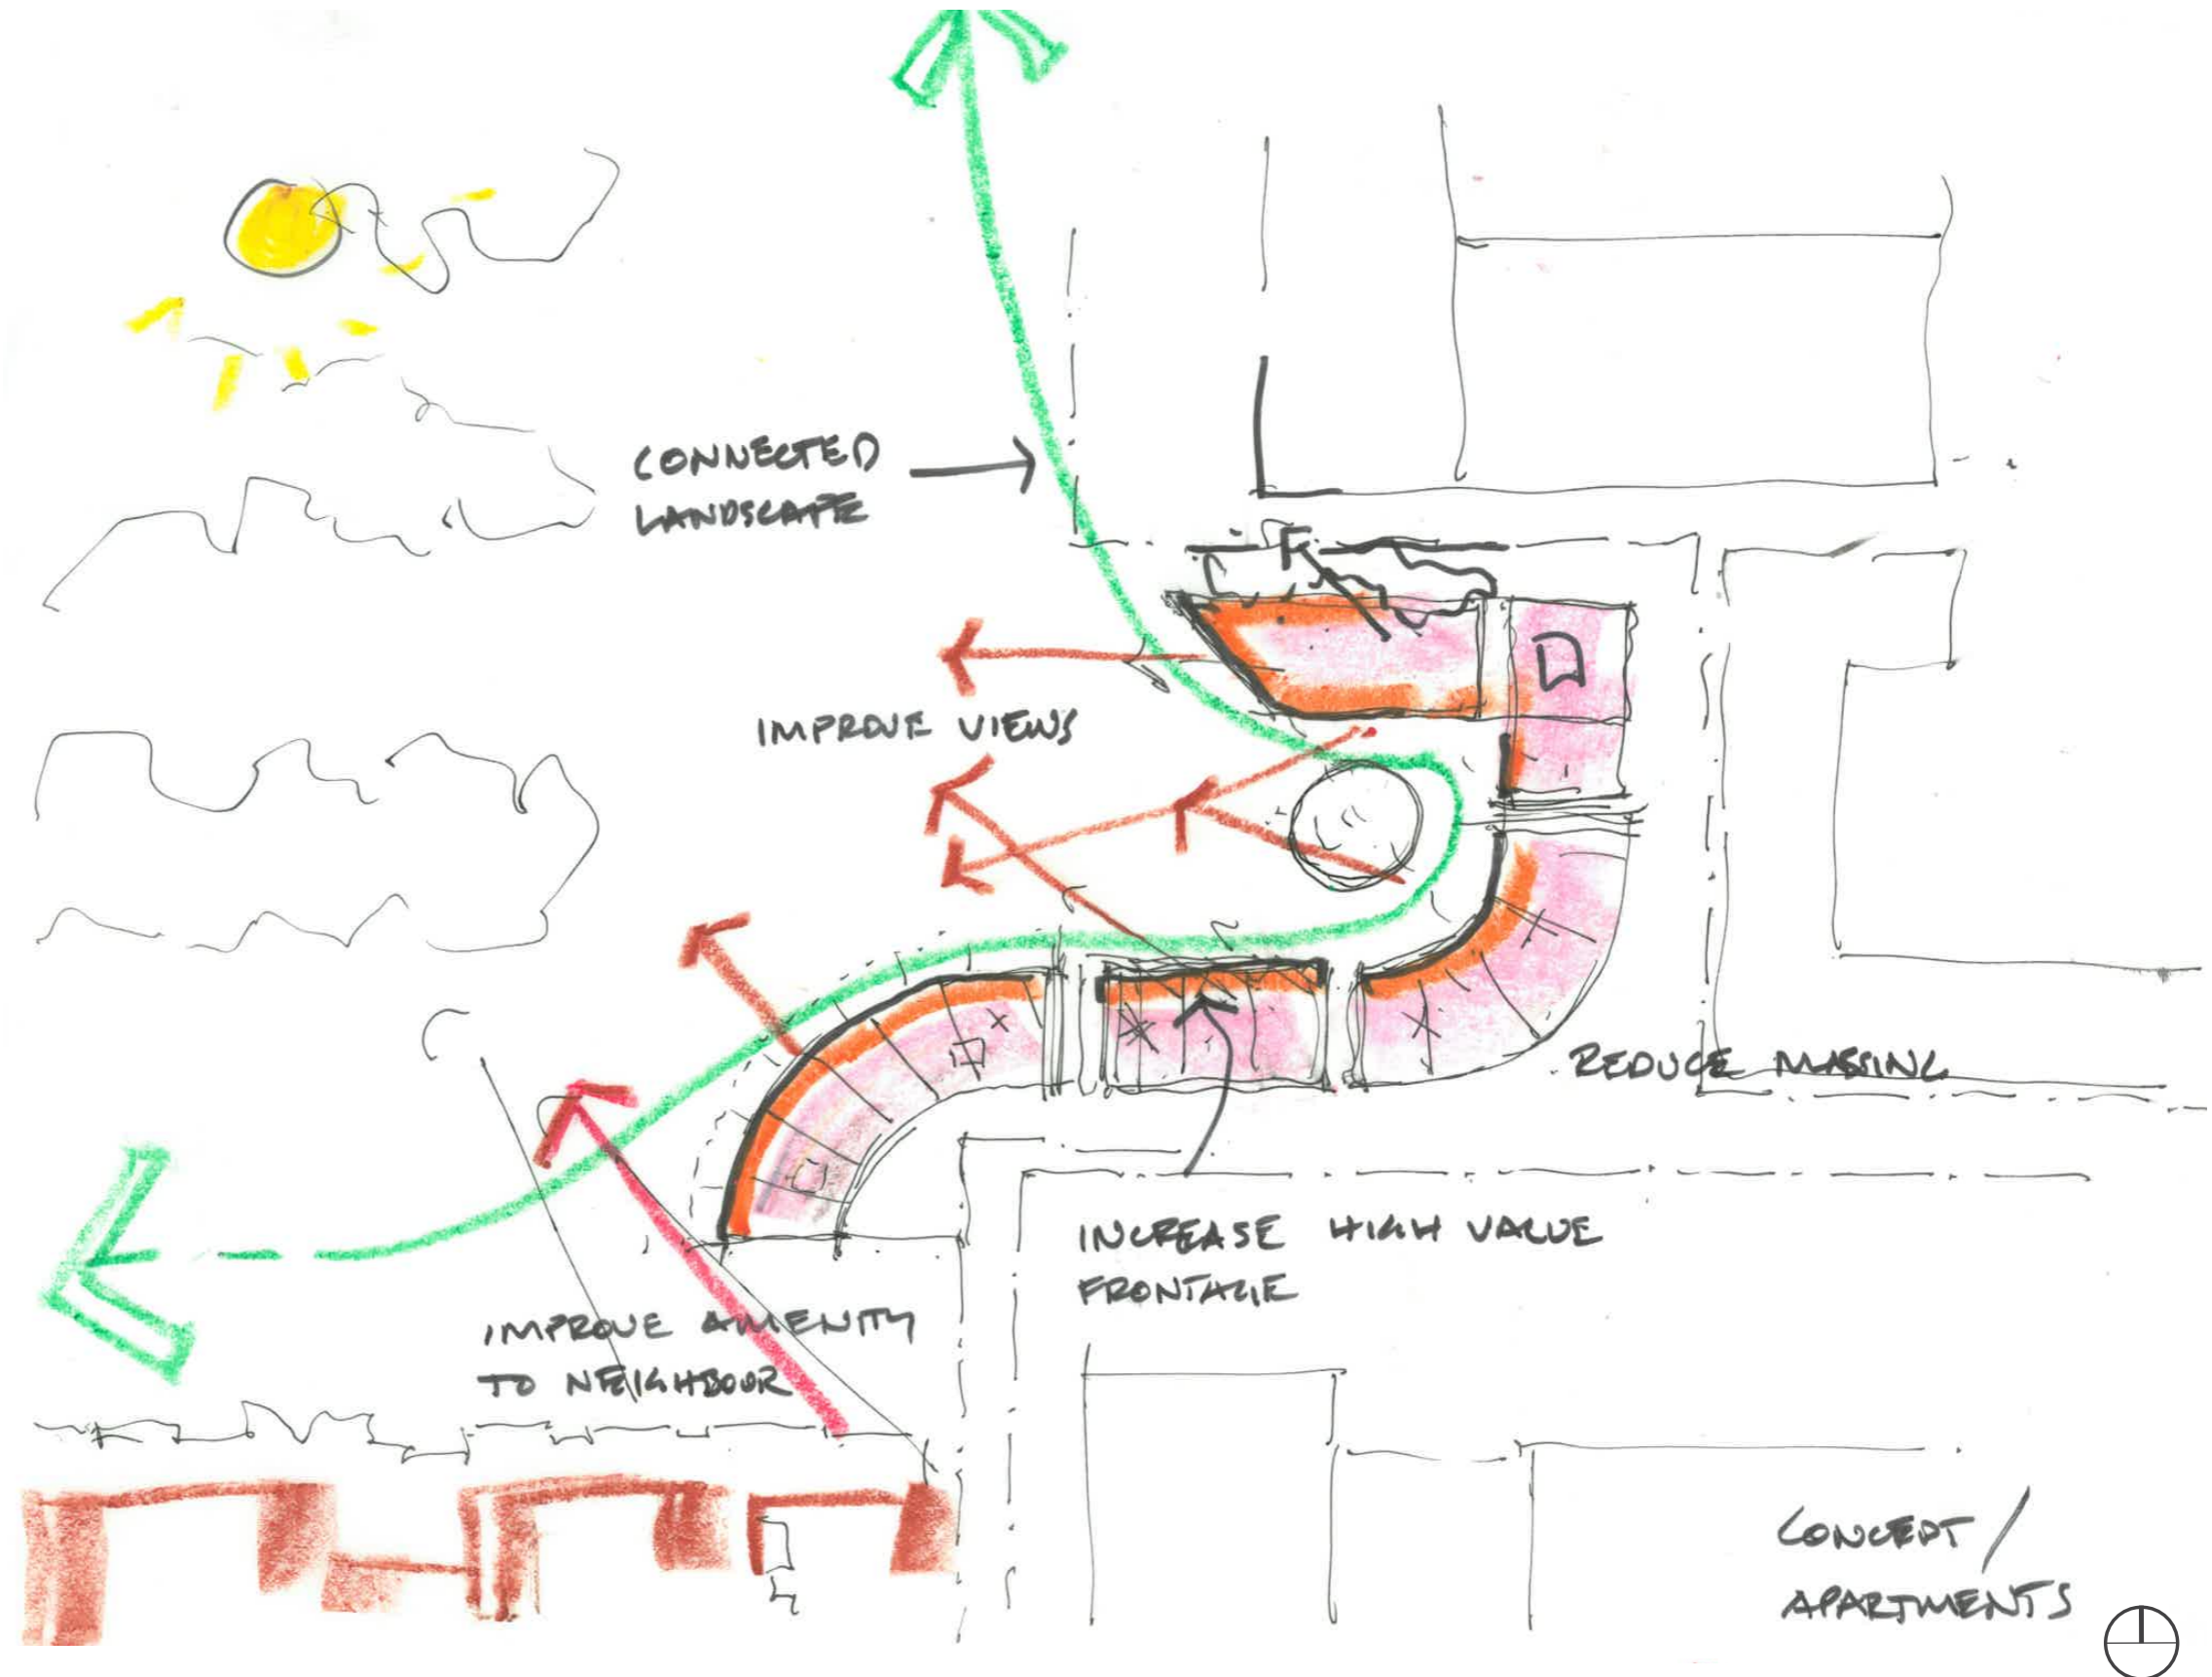 CONNECTED
LANDSCAPE
IMPROVE VIEWS
REDUCE MASSING
INCREASE HIGH VALUE
FRONTAGE
IMPROVE AMENITY
TO NEIGHBOUR
CONCEPT /
APARTMENTS